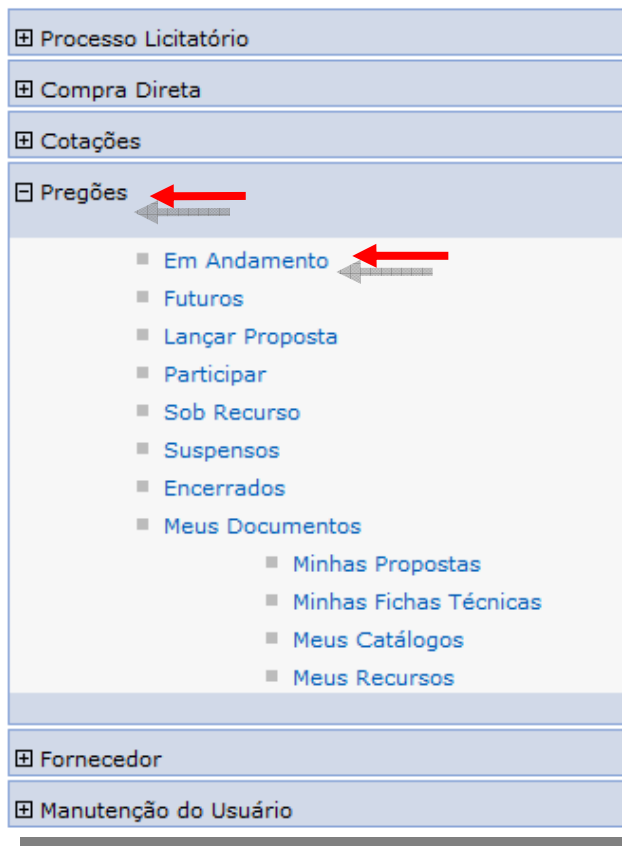 Processo Licitatório
Compra Direta
Cotações
Pregões
Em Andamento
Futuros
Lançar Proposta
Participar
Sob Recurso
Suspensos
Encerrados
Meus Documentos
Minhas Propostas
Minhas Fichas Técnicas
Meus Catálogos
Meus Recursos
Fornecedor
Manutenção do Usuário